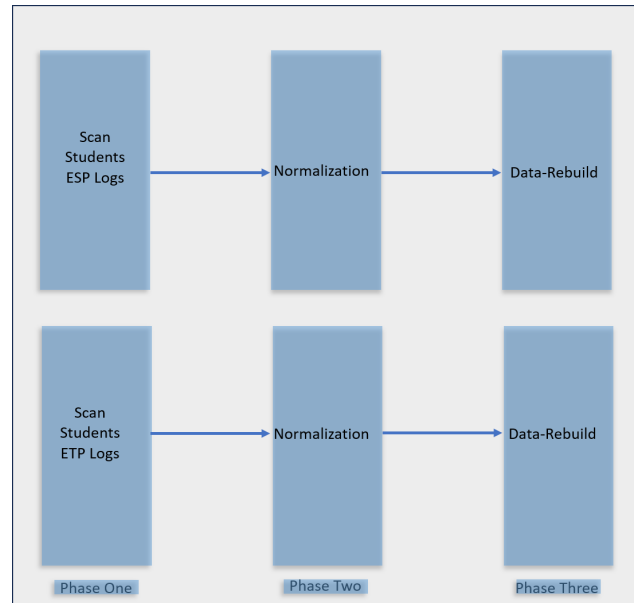 Scan
Students
ESP Logs
Normalization
Data-Rebuild
Scan
Students
ETP Logs
Normalization
Data-Rebuild
Phase One
Phase Two
Phase Three